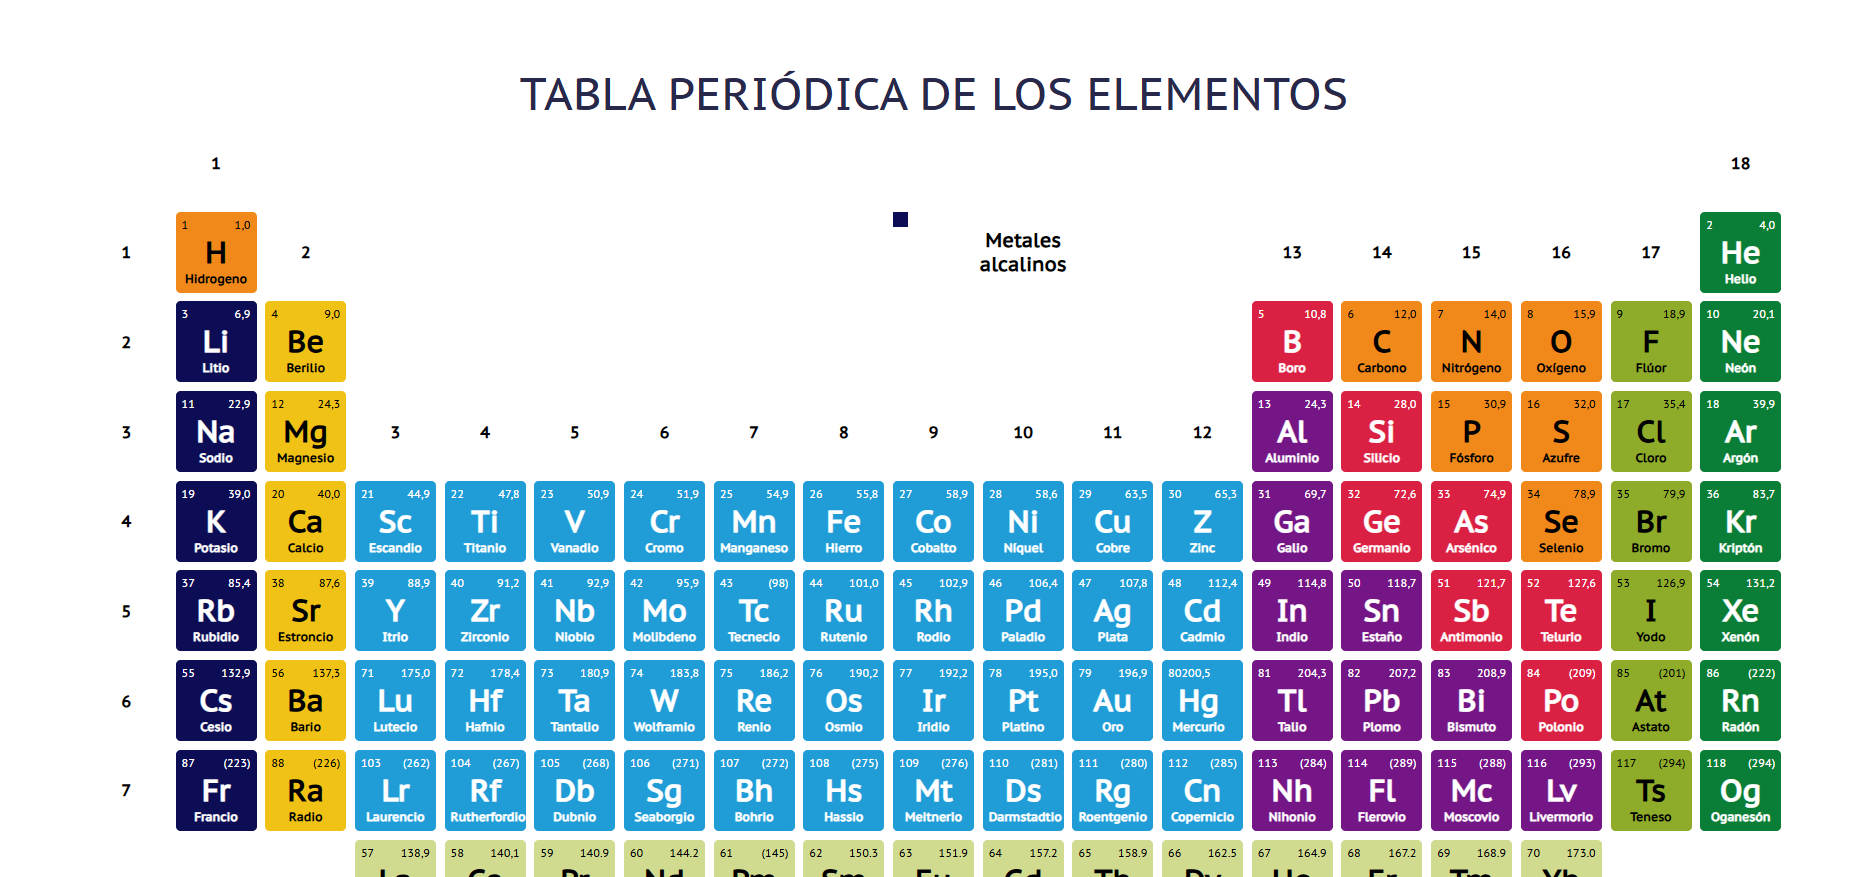 TABLA PERIÓDICA DE LOS ELEMENTOS
1 18
1 1 1,0 H Hidrogeno 2 Metales alcalinos 13 14 15 16 17 2 4,0 He Helio
2 3 6,9 Li Litio 4 9,0 Be Berilio 5 10,8 B Boro 6 12,0 C Carbono 7 14,0 N Nitrógeno 8 15,9 O Oxígeno 9 18,9 F Flúor 10 20,1 Ne Neón
3 11 22,9 Na Sodio 12 24,3 Mg Magnesio 3 4 5 6 7 8 9 10 11 12 13 24,3 Al Aluminio 14 28,0 Si Silicio 15 30,9 P Fósforo 16 32,0 S Azufre 17 35,4 Cl Cloro 18 39,9 Ar Argón
4 19 39,0 K Potasio 20 40,0 Ca Calcio 21 44,9 Sc Escandio 22 47,8 Ti Titanio 23 50,9 V Vanadio 24 51,9 Cr Cromo 25 54,9 Mn Manganeso 26 55,8 Fe Hierro 27 58,9 Co Cobalto 28 58,6 Ni Níquel 29 63,5 Cu Cobre 30 65,3 Z Zinc 31 69,7 Ga Galio 32 72,6 Ge Germanio 33 74,9 As Arsénico 34 78,9 Se Selenio 35 79,9 Br Bromo 36 83,7 Kr Kriptón
5 37 85,4 Rb Rubidio 38 87,6 Sr Estroncio 39 88,9 Y Itrio 40 91,2 Zr Zirconio 41 92,9 Nb Niobio 42 95,9 Mo Molibdeno 43 (98) Tc Tecnecio 44 101,0 Ru Rutenio 45 102,9 Rh Rodio 46 106,4 Pd Paladio 47 107,8 Ag Plata 48 112,4 Cd Cadmio 49 114,8 In Indio 50 118,7 Sn Estaño 51 121,7 Sb Antimonio 52 127,6 Te Telurio 53 126,9 I Yodo 54 131,2 Xe Xenón
6 55 132,9 Cs Cesio 56 137,3 Ba Bario 71 175,0 Lu Lutecio 72 178,4 Hf Hafnio 73 180,9 Ta Tantalio 74 183,8 W Wolframio 75 186,2 Re Renio 76 190,2 Os Osmio 77 192,2 Ir Iridio 78 195,0 Pt Platino 79 196,9 Au Oro 80200,5 Hg Mercurio 81 204,3 Tl Talio 82 207,2 Pb Plomo 83 208,9 Bi Bismuto 84 (209) Po Polonio 85 (201) At Astato 86 (222) Rn Radón
7 87 (223) Fr Francio 88 (226) Ra Radio 103 (262) Lr Laurencio 104 (267) Rf Rutherfordio 105 (268) Db Dubnio 106 (271) Sg Seaborgio 107 (272) Bh Bohrio 108 (275) Hs Hassio 109 (276) Mt Meitnerio 110 (281) Ds Darmstadtio 111 (280) Rg Roentgenio 112 (285) Cn Copernicio 113 (284) Nh Nihonio 114 (289) Fl Flerovio 115 (288) Mc Moscovio 116 (293) Lv Livermorio 117 (294) Ts Teneso 118 (294) Og Oganesón
57 138,9 58 140,1 59 140.9 60 144.2 61 (145) 62 150.3 63 151.9 64 157.2 65 158.9 66 162.5 67 164.9 68 167.2 69 168.9 70 173.0